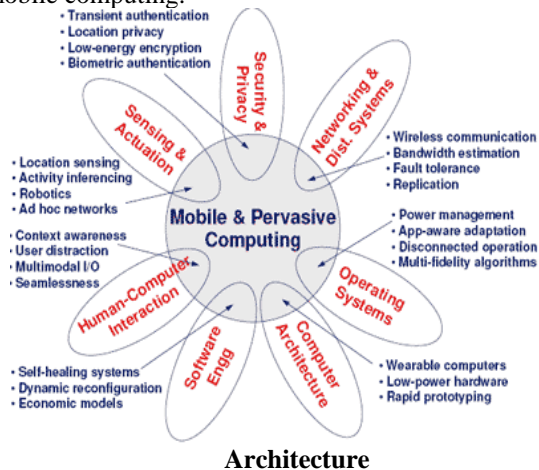 mobile computing.
• Transient authentication
• Location privacy
• Low-energy encryption
• Biometric authentication
Security &
Privacy
Networking &
Dist. Systems
Sensing &
Actuation
• Wireless communication
• Bandwidth estimation
• Fault tolerance
• Replication
• Location sensing
• Activity inferencing
• Robotics
• Ad hoc networks
Mobile & Pervasive
Computing
• Power management
• App-aware adaptation
• Disconnected operation
• Multi-fidelity algorithms
• Context awareness
• User distraction
• Multimodal I/O
• Seamlessness
Human-Computer
Interaction
Operating
Systems
Software
Engg
Computer
Architecture
• Self-healing systems
• Dynamic reconfiguration
• Economic models
• Wearable computers
• Low-power hardware
• Rapid prototyping
Architecture